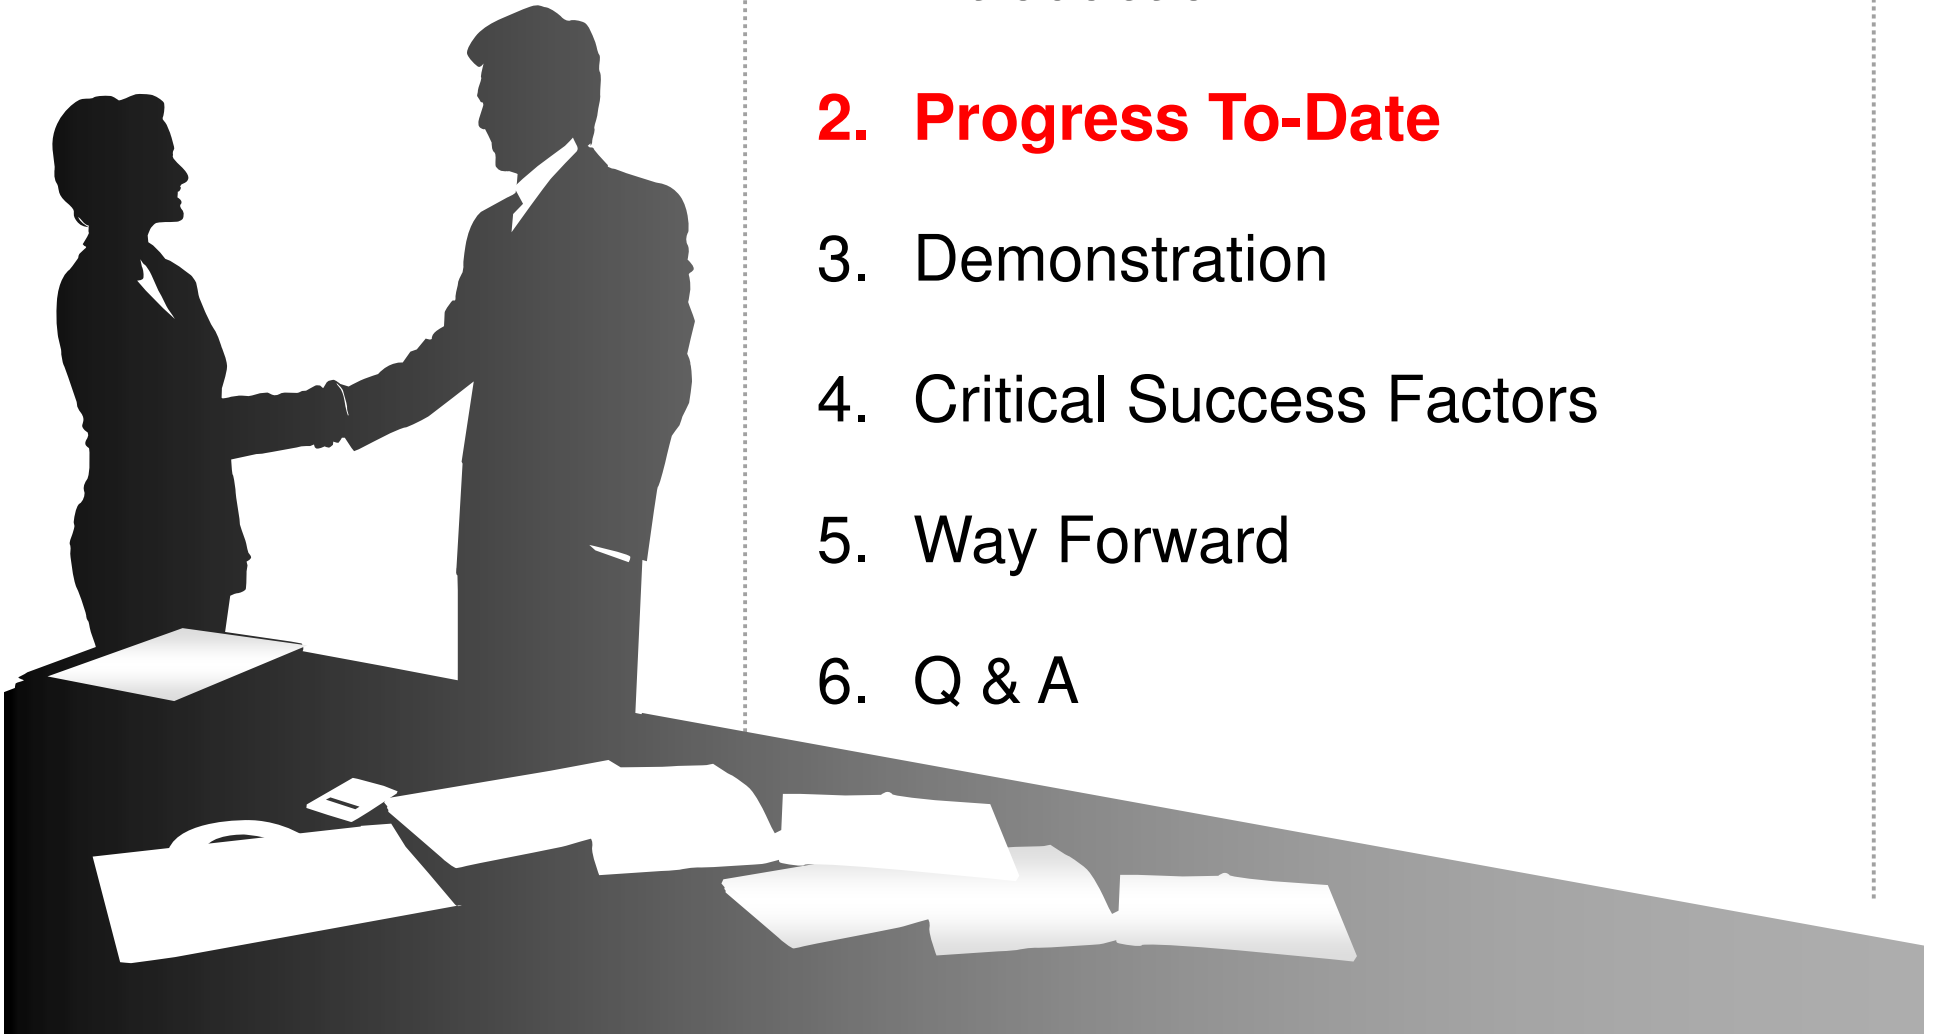 2. Progress To-Date
3. Demonstration
4. Critical Success Factors
5. Way Forward
6. Q & A